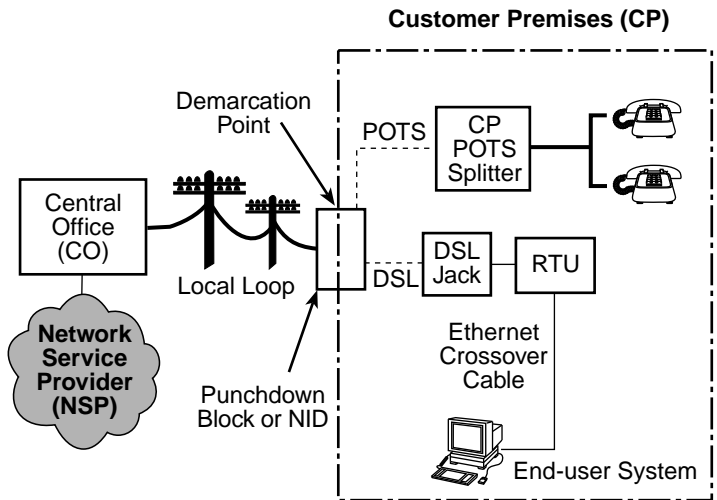 Customer Premises (CP)
Demarcation
Point
POTS
CP
POTS
Splitter
Central
Office
(CO)
Local Loop
DSL
DSL
Jack
RTU
Network
Service
Provider
(NSP)
Ethernet
Crossover
Cable
Punchdown
Block or NID
End-user System